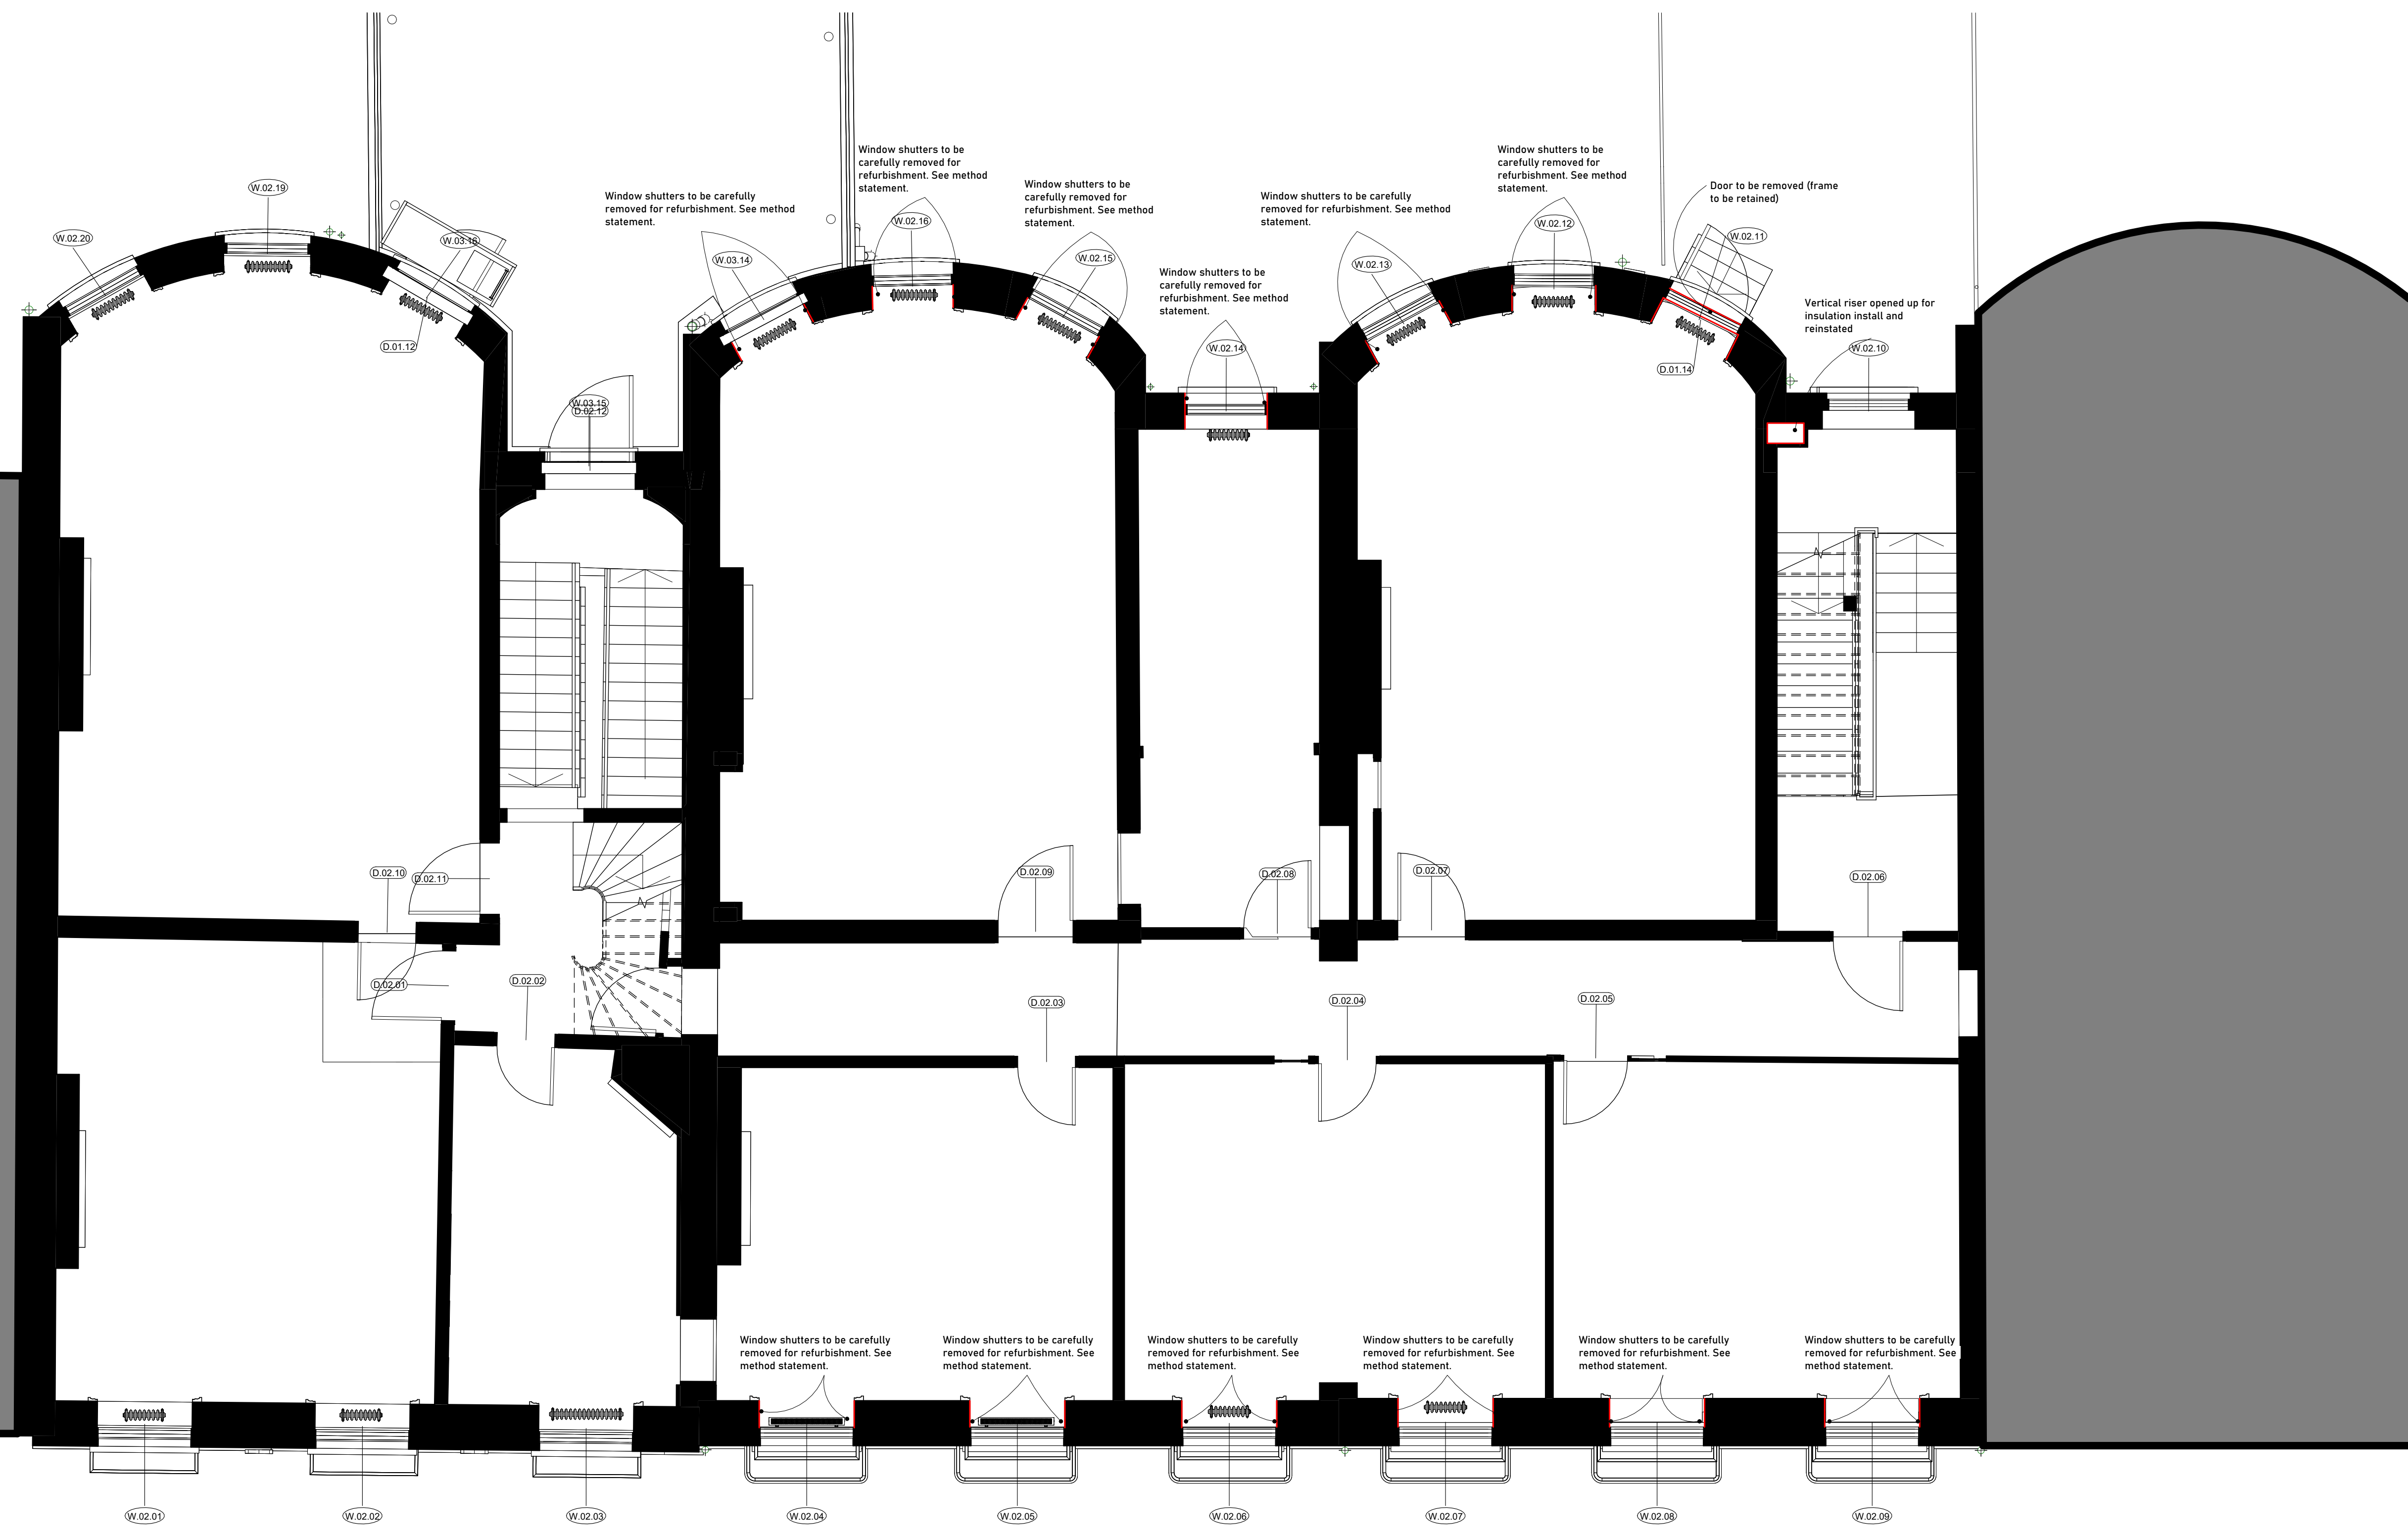 Window shutters to be
carefully removed for
refurbishment. See method
statement.
Window shutters to be
carefully removed for
refurbishment. See method
statement.
Window shutters to be
carefully removed for
refurbishment. See method
statement.
Door to be removed (frame
to be retained)
Window shutters to be carefully
removed for refurbishment. See method
statement.
Window shutters to be carefully
removed for refurbishment. See method
statement.
W.02.19
W.02.20
W.03.16
W.03.14
W.02.16
W.02.15
W.02.13
W.02.12
W.02.11
Window shutters to be
carefully removed for
refurbishment. See method
statement.
Vertical riser opened up for
insulation install and
reinstated
D.01.12
W.02.14
W.02.10
D.01.14
W.03.15
D.02.12
D.02.10
D.02.11
D.02.09
D.02.08
D.02.07
D.02.06
D.02.01
D.02.02
D.02.03
D.02.04
D.02.05
Window shutters to be carefully
removed for refurbishment. See
method statement.
Window shutters to be carefully
removed for refurbishment. See
method statement.
Window shutters to be carefully
removed for refurbishment. See
method statement.
Window shutters to be carefully
removed for refurbishment. See
method statement.
Window shutters to be carefully
removed for refurbishment. See
method statement.
Window shutters to be carefully
removed for refurbishment. See
method statement.
W.02.01
W.02.02
W.02.03
W.02.04
W.02.05
W.02.06
W.02.07
W.02.08
W.02.09